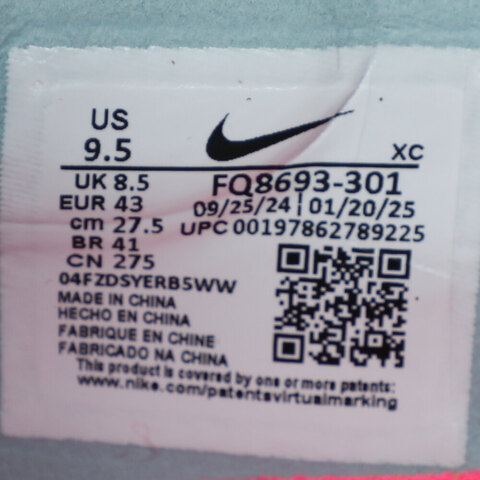 US
9.5
XC
UK 8.5
FQ8693-301
EUR 43
09/25/24 | 01/20/25
cm 27.5
UPC 00197862789225
BR 41
CN 275
04FZDSYERB5WW
MADE IN CHINA
HECHO EN CHINA
FABRIQUE EN CHINE
FABRICADO NA CHINA
This product is covered by one or more patents:
www.nike.com/patentsvirtualmarking